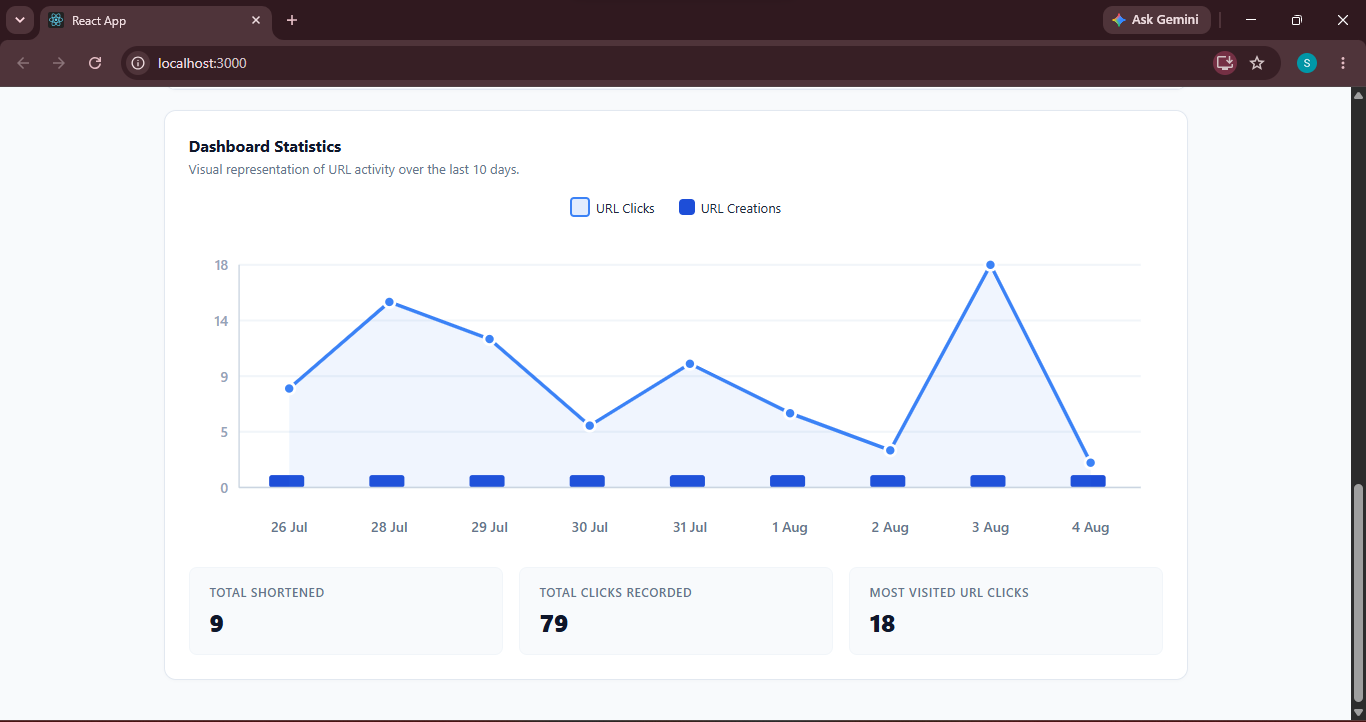 React App
Ask Gemini
localhost:3000
S
Dashboard Statistics
Visual representation of URL activity over the last 10 days.
URL Clicks URL Creations
18
14
9
5
0
26 Jul 28 Jul 29 Jul 30 Jul 31 Jul 1 Aug 2 Aug 3 Aug 4 Aug
TOTAL SHORTENED TOTAL CLICKS RECORDED MOST VISITED URL CLICKS
9 79 18